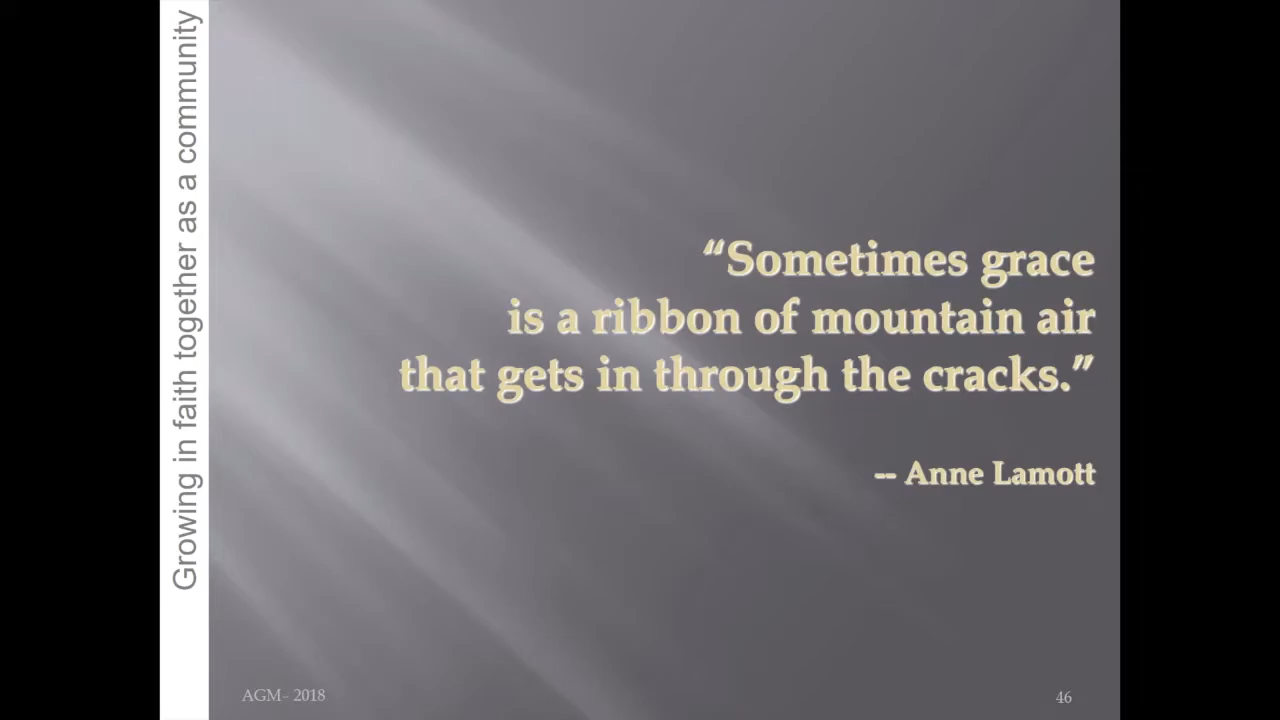 Growing in faith together as a community
“Sometimes grace
is a ribbon of mountain air
that gets in through the cracks.”
-- Anne Lamott
AGM– 2018
46